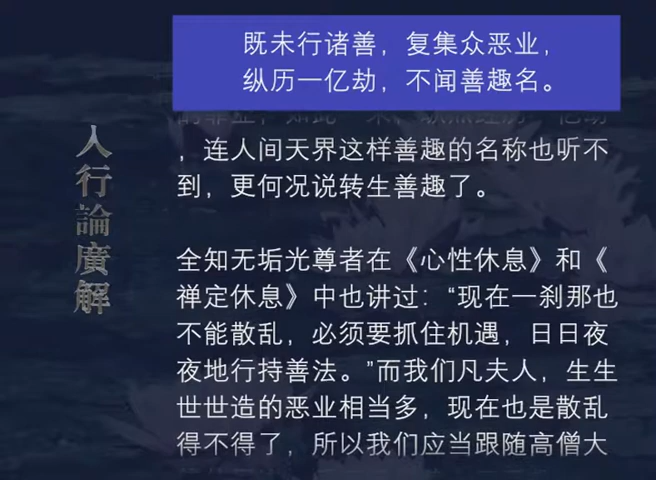 既未行诸善，复集众恶业，
纵历一亿劫，不闻善趣名。
，连人间天界这样善趣的名称也听不
到，更何况说转生善趣了。
全知无垢光尊者在《心性休息》和《
禅定休息》中也讲过：“现在一刹那也
不能散乱，必须要抓住机遇，日日夜
夜地行持善法。”而我们凡夫人，生生
世世造的恶业相当多，现在也是散乱
得不得了，所以我们应当跟随高僧大
入行論廣解